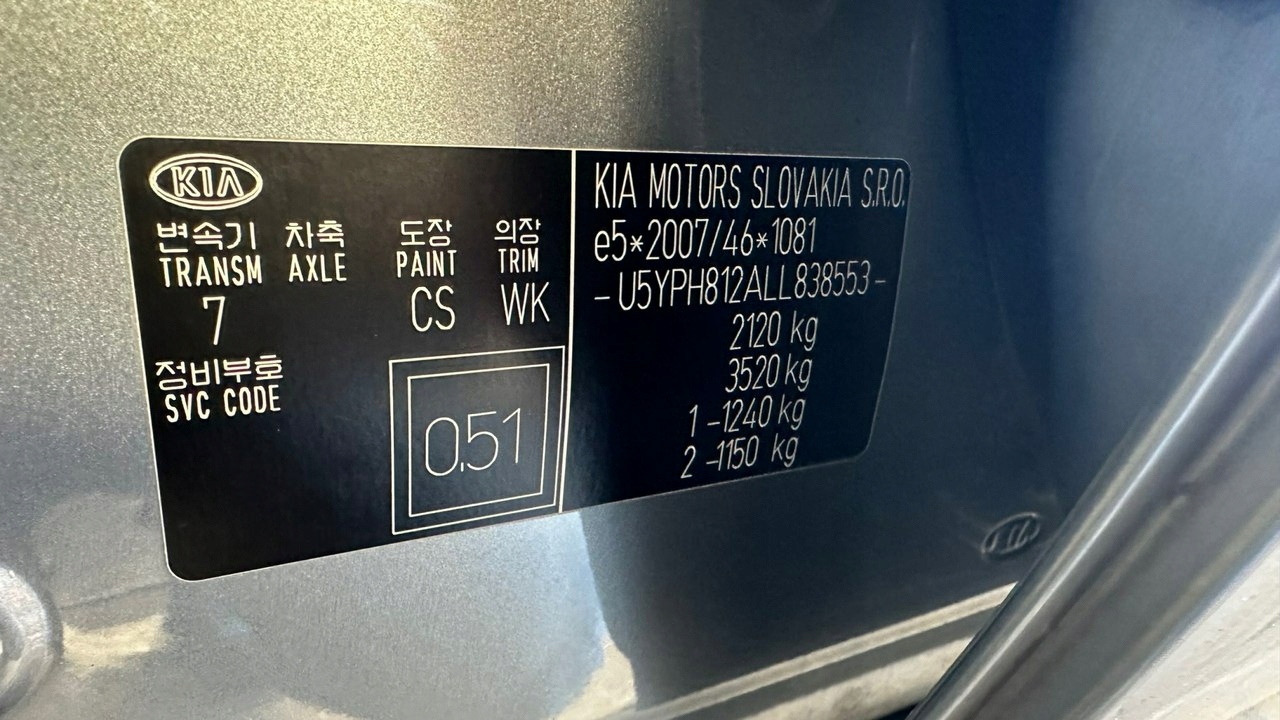 KIA
변속기 차축 도장 의장
TRANSM AXLE PAINT TRIM
7 CS WK
정비부호
SVC CODE
0.51
KIA MOTORS SLOVAKIA S.R.O.
e5*2007/46*1081
-U5YPH812ALL838553-
2120 kg
3520 kg
1 -1240 kg
2 -1150 kg
KIA